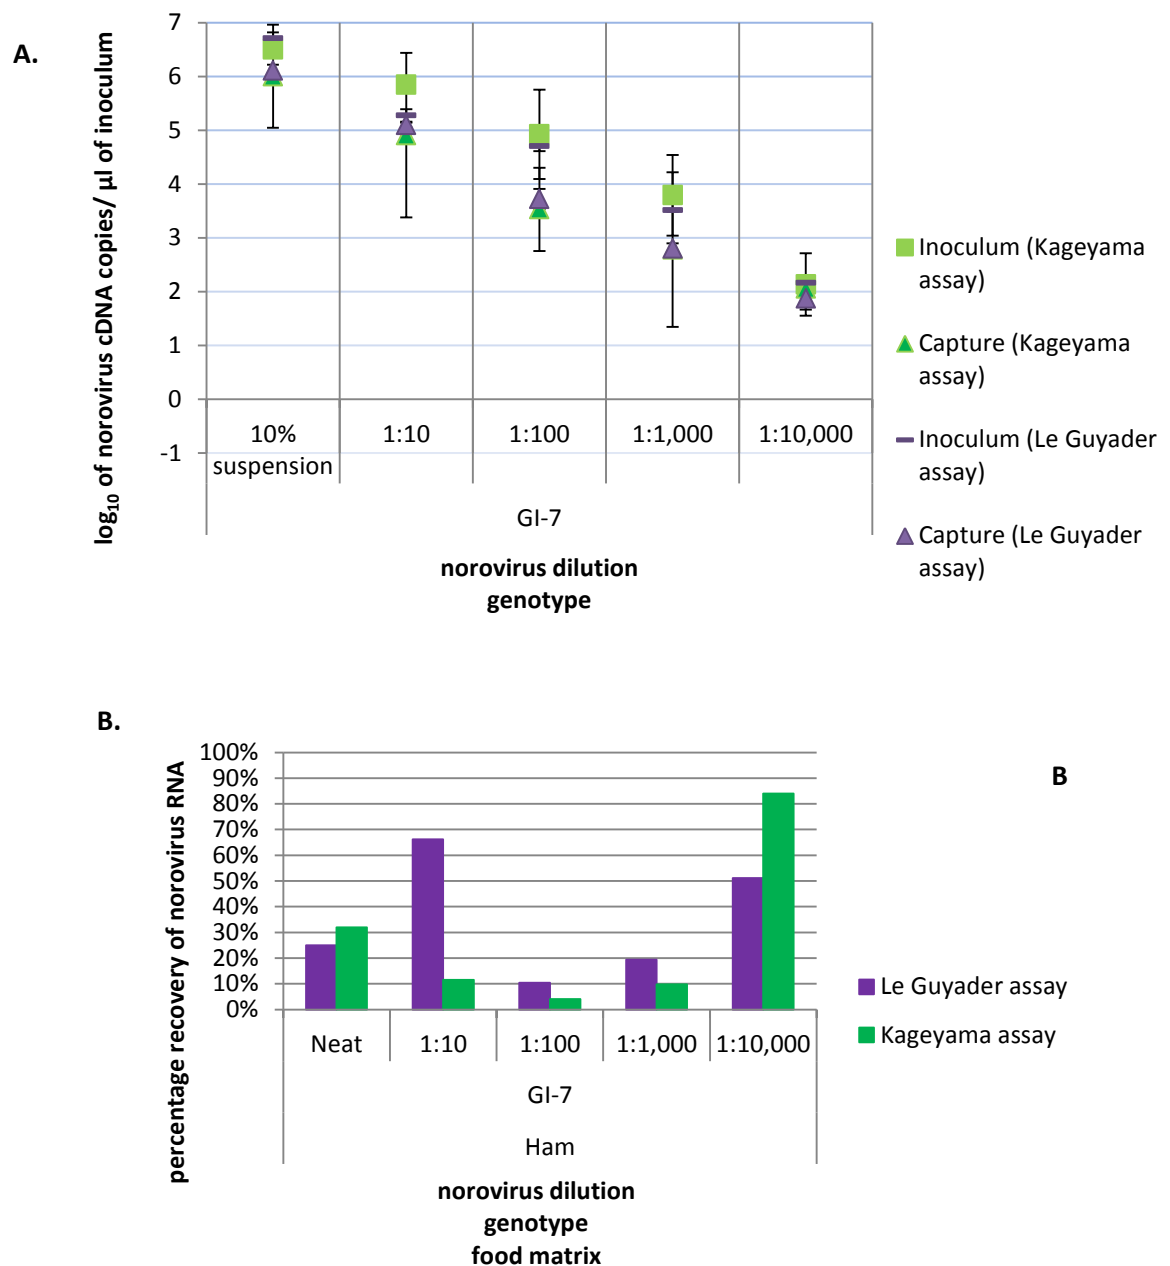 A.
log10 of norovirus cDNA copies/ µl of inoculum
7
6
5
4
3
2
1
0
-1
10% suspension
1:10
1:100
1:1,000
1:10,000
GI-7
norovirus dilution
genotype
Inoculum (Kageyama
assay)
Capture (Kageyama
assay)
Inoculum (Le Guyader
assay)
Capture (Le Guyader
assay)
B.
B
percentage recovery of norovirus RNA
100%
90%
80%
70%
60%
50%
40%
30%
20%
10%
0%
Neat
1:10
1:100
1:1,000
1:10,000
GI-7
Ham
norovirus dilution
genotype
food matrix
Le Guyader assay
Kageyama assay